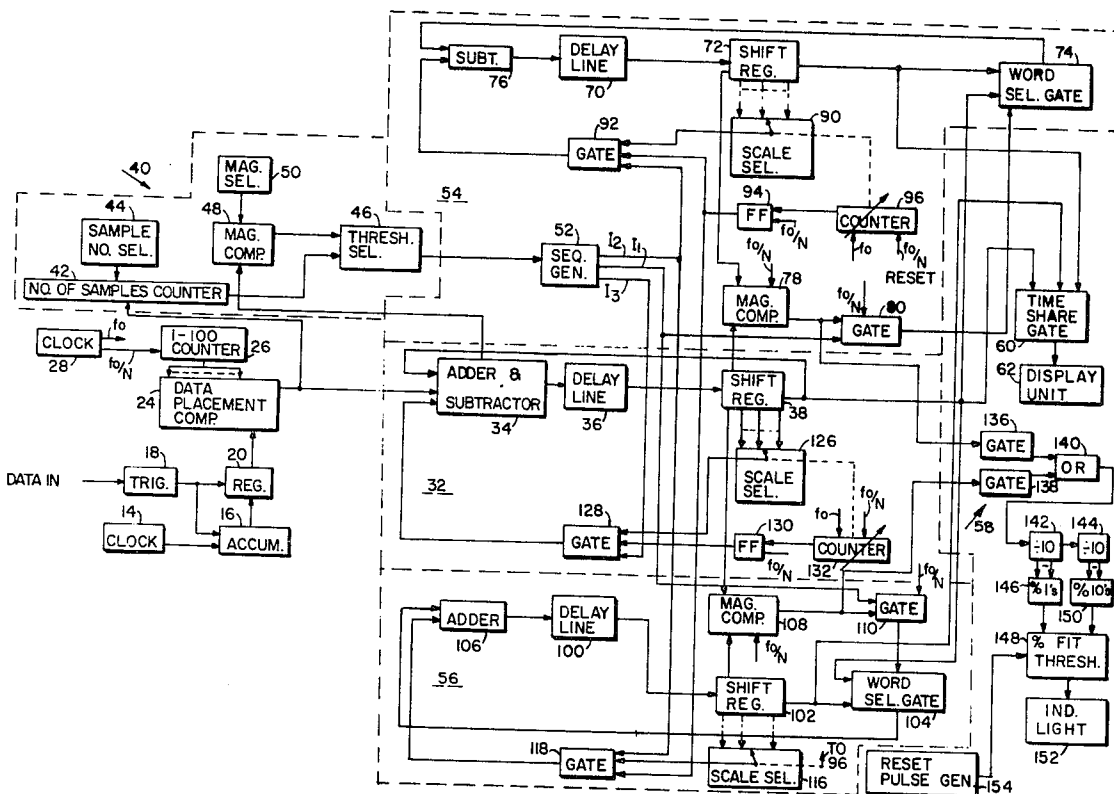 72
SHIFT
REG.
74
WORD
SEL. GATE
SUBT.
76
DELAY
LINE
70
90
SCALE
SEL.
92
GATE
40
MAG.
SEL.
50
54
44
SAMPLE
NO. SEL.
48
MAG.
COMP.
46
THRESH.
SEL.
94
FF
fo/N
96
COUNTER
fo
fo/N
RESET
42
NO. OF SAMPLES COUNTER
52
SEQ.
GEN.
I2
I1
I3
fo/N
MAG.
COMP.
78
fo/N
GATE
80
TIME
SHARE
GATE
60
DISPLAY
UNIT
62
CLOCK
28
fo
fo/N
1-100
COUNTER
26
24
DATA
PLACEMENT
COMP.
ADDER &
SUBTRACTOR
34
DELAY
LINE
36
SHIFT
REG.
38
126
SCALE
SEL.
136
GATE
GATE
138
140
OR
58
DATA IN
18
TRIG.
20
REG.
14
CLOCK
16
ACCUM.
32
128
GATE
130
FF
fo/N
fo
fo/N
COUNTER
132
142
÷10
144
÷10
146
% 1's
% 10's
150
MAG.
COMP.
108
fo/N
fo/N
GATE
110
148
% FIT
THRESH.
ADDER
106
DELAY
LINE
100
56
SHIFT
REG.
102
WORD
SEL. GATE
104
IND.
LIGHT
152
118
GATE
SCALE SEL.
116
TO
96
RESET
PULSE GEN.
154